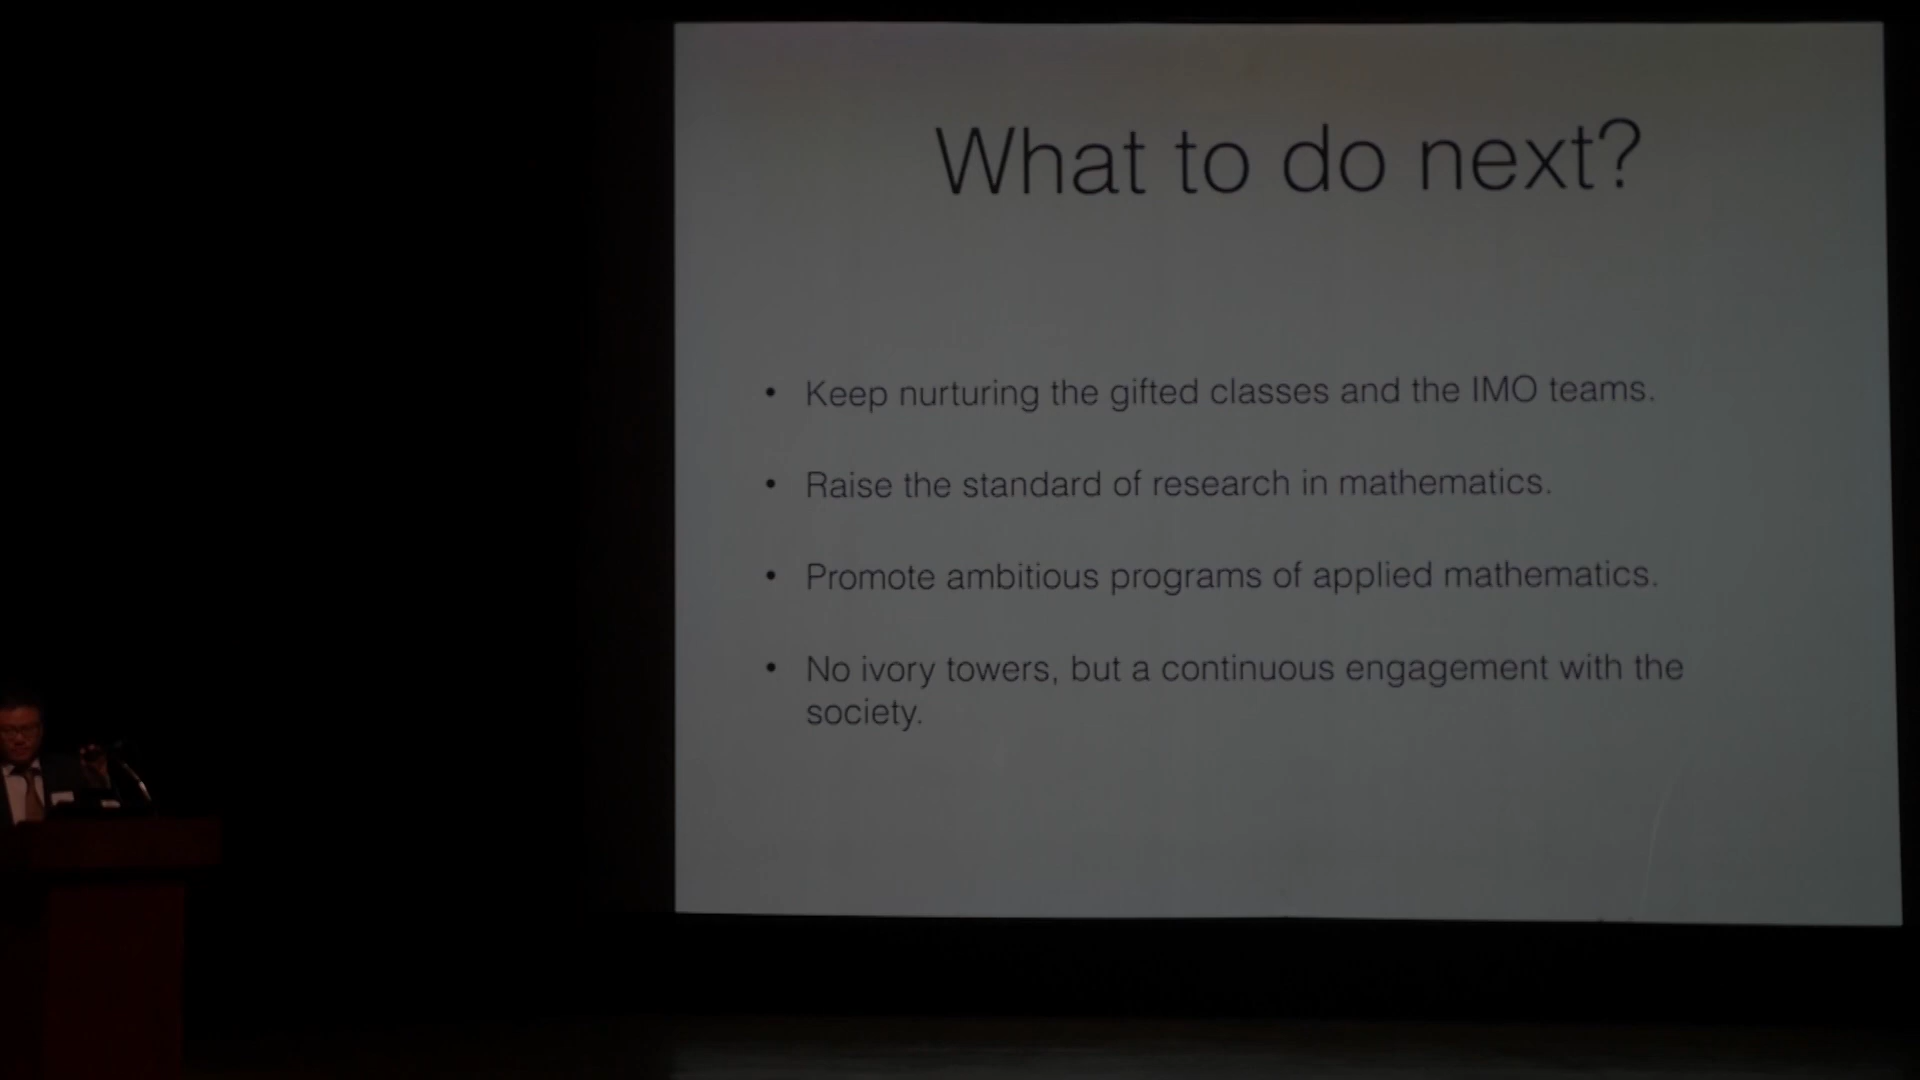 What to do next?
• Keep nurturing the gifted classes and the IMO teams.
• Raise the standard of research in mathematics.
• Promote ambitious programs of applied mathematics.
• No ivory towers, but a continuous engagement with the
society.